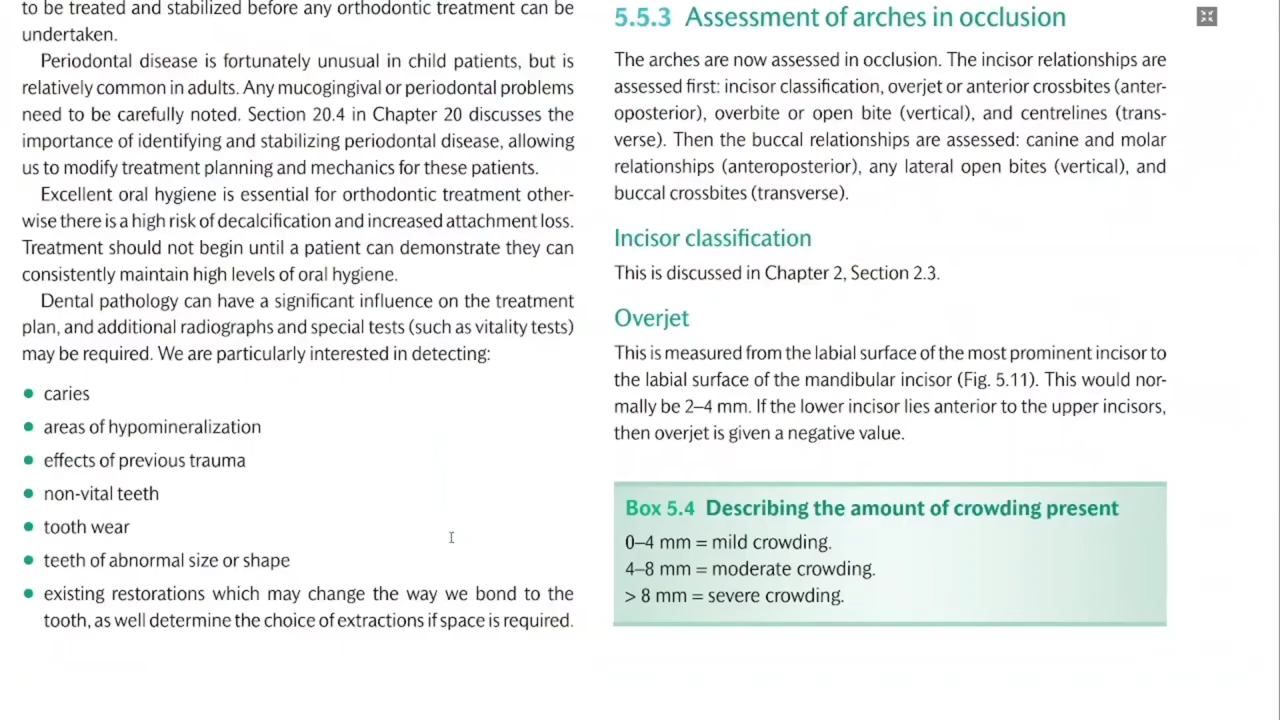 to be treated and stabilized before any orthodontic treatment can be
undertaken.
Periodontal disease is fortunately unusual in child patients, but is
relatively common in adults. Any mucogingival or periodontal problems
need to be carefully noted. Section 20.4 in Chapter 20 discusses the
importance of identifying and stabilizing periodontal disease, allowing
us to modify treatment planning and mechanics for these patients.
Excellent oral hygiene is essential for orthodontic treatment other-
wise there is a high risk of decalcification and increased attachment loss.
Treatment should not begin until a patient can demonstrate they can
consistently maintain high levels of oral hygiene.
Dental pathology can have a significant influence on the treatment
plan, and additional radiographs and special tests (such as vitality tests)
may be required. We are particularly interested in detecting:
● caries
● areas of hypomineralization
● effects of previous trauma
● non-vital teeth
● tooth wear
● teeth of abnormal size or shape
● existing restorations which may change the way we bond to the
tooth, as well determine the choice of extractions if space is required.
5.5.3 Assessment of arches in occlusion
The arches are now assessed in occlusion. The incisor relationships are
assessed first: incisor classification, overjet or anterior crossbites (anter-
oposterior), overbite or open bite (vertical), and centrelines (trans-
verse). Then the buccal relationships are assessed: canine and molar
relationships (anteroposterior), any lateral open bites (vertical), and
buccal crossbites (transverse).
Incisor classification
This is discussed in Chapter 2, Section 2.3.
Overjet
This is measured from the labial surface of the most prominent incisor to
the labial surface of the mandibular incisor (Fig. 5.11). This would nor-
mally be 2–4 mm. If the lower incisor lies anterior to the upper incisors,
then overjet is given a negative value.
Box 5.4 Describing the amount of crowding present
0–4 mm = mild crowding.
4–8 mm = moderate crowding.
> 8 mm = severe crowding.